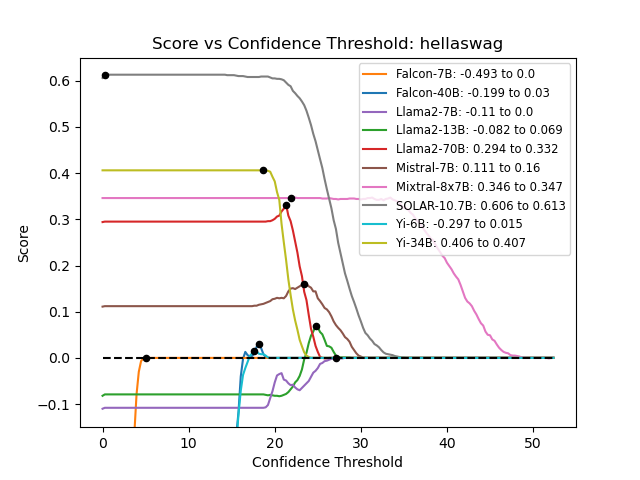 Score vs Confidence Threshold: hellaswag
Falcon-7B: -0.493 to 0.0
Falcon-40B: -0.199 to 0.03
Llama2-7B: -0.11 to 0.0
Llama2-13B: -0.082 to 0.069
Llama2-70B: 0.294 to 0.332
Mistral-7B: 0.111 to 0.16
Mixtral-8x7B: 0.346 to 0.347
SOLAR-10.7B: 0.606 to 0.613
Yi-6B: -0.297 to 0.015
Yi-34B: 0.406 to 0.407
Score
0.6
0.5
0.4
0.3
0.2
0.1
0.0
−0.1
0 10 20 30 40 50
Confidence Threshold